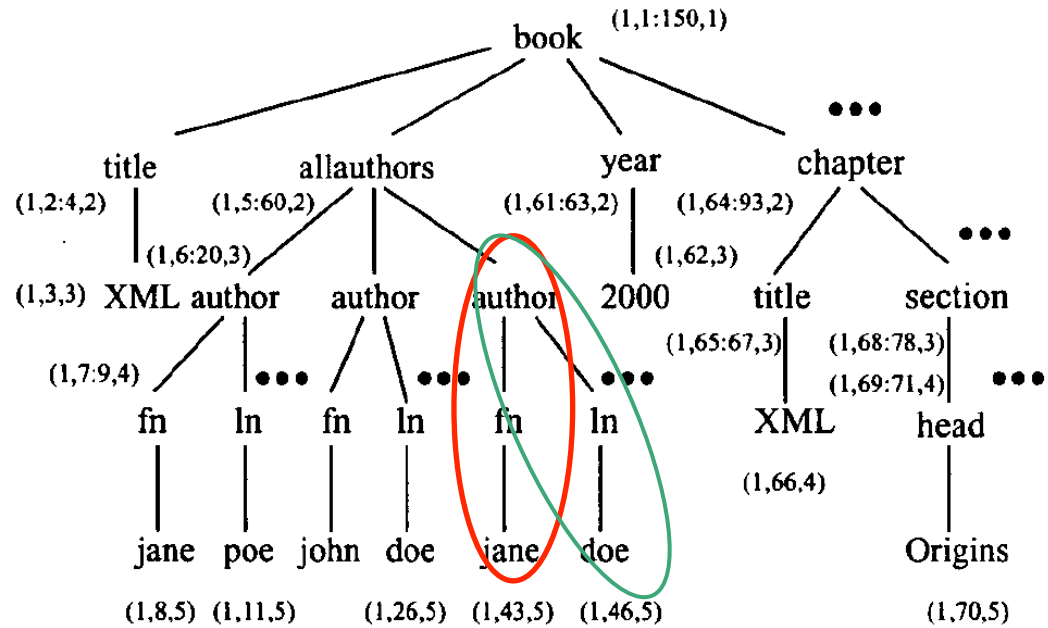 book (1,1:150,1)
title allauthors year chapter
(1,2:4,2) (1,5:60,2) (1,61:63,2) (1,64:93,2)
(1,6:20,3) (1,62,3)
(1,3,3) XML author author author 2000 title section
(1,65:67,3) (1,68:78,3)
(1,7:9,4) (1,69:71,4)
fn ln fn ln fn ln XML head
(1,66,4)
jane poe john doe jane doe Origins
(1,8,5) (1,11,5) (1,26,5) (1,43,5) (1,46,5) (1,70,5)